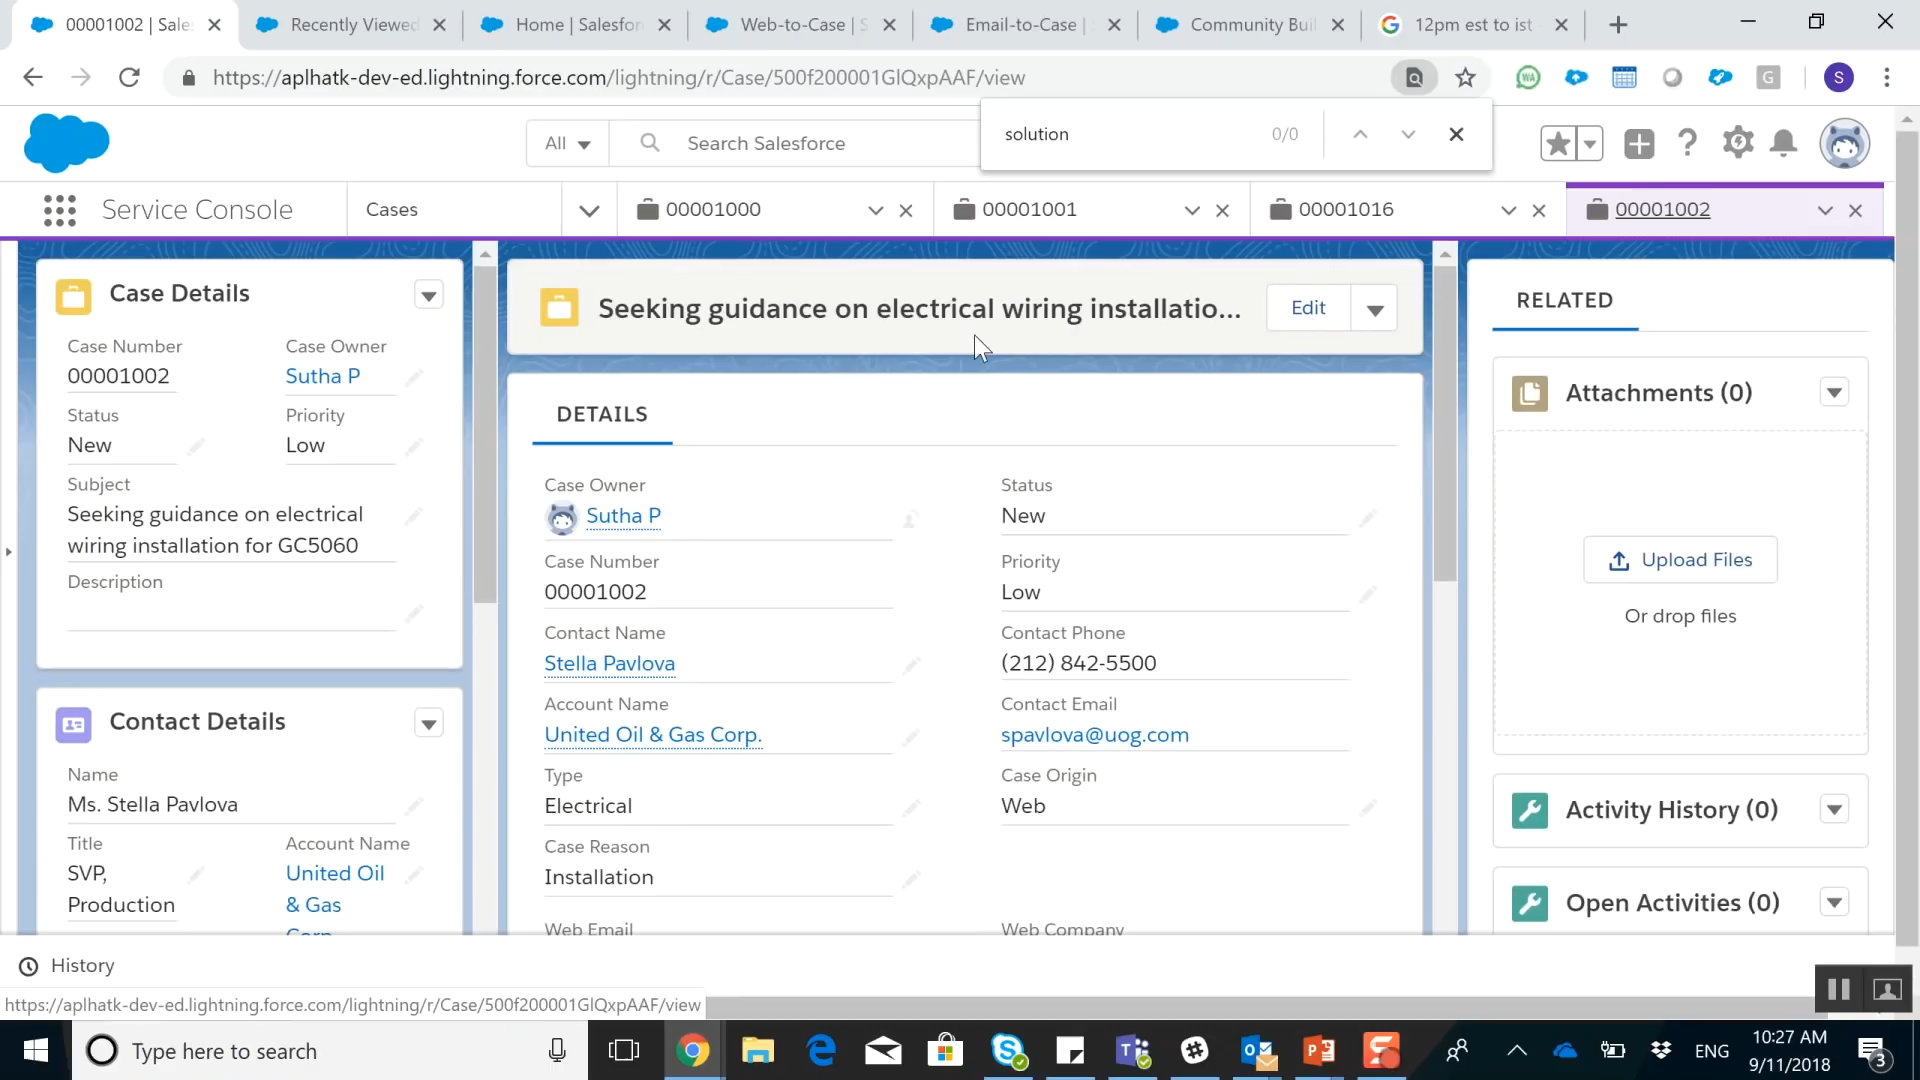 00001002 | Sale
Recently Viewed
Home | Salesfor
Web-to-Case | S
Email-to-Case |
Community Buil
12pm est to ist
https://aplhatk-dev-ed.lightning.force.com/lightning/r/Case/500f200001GlQxpAAF/view
G
S
solution
0/0
All
Search Salesforce
Service Console
Cases
00001000
00001001
00001016
00001002
Case Details
Case Number
Case Owner
00001002
Sutha P
Status
Priority
New
Low
Subject
Seeking guidance on electrical
wiring installation for GC5060
Description
Contact Details
Name
Ms. Stella Pavlova
Title
Account Name
SVP,
Production
United Oil
& Gas
Corp.
Seeking guidance on electrical wiring installatio...
Edit
DETAILS
Case Owner
Status
Sutha P
New
Case Number
Priority
00001002
Low
Contact Name
Contact Phone
Stella Pavlova
(212) 842-5500
Account Name
Contact Email
United Oil & Gas Corp.
spavlova@uog.com
Type
Case Origin
Electrical
Web
Case Reason
Installation
Web Email
Web Company
RELATED
Attachments (0)
Upload Files
Or drop files
Activity History (0)
Open Activities (0)
History
https://aplhatk-dev-ed.lightning.force.com/lightning/r/Case/500f200001GlQxpAAF/view
Type here to search
ENG
10:27 AM
9/11/2018
3